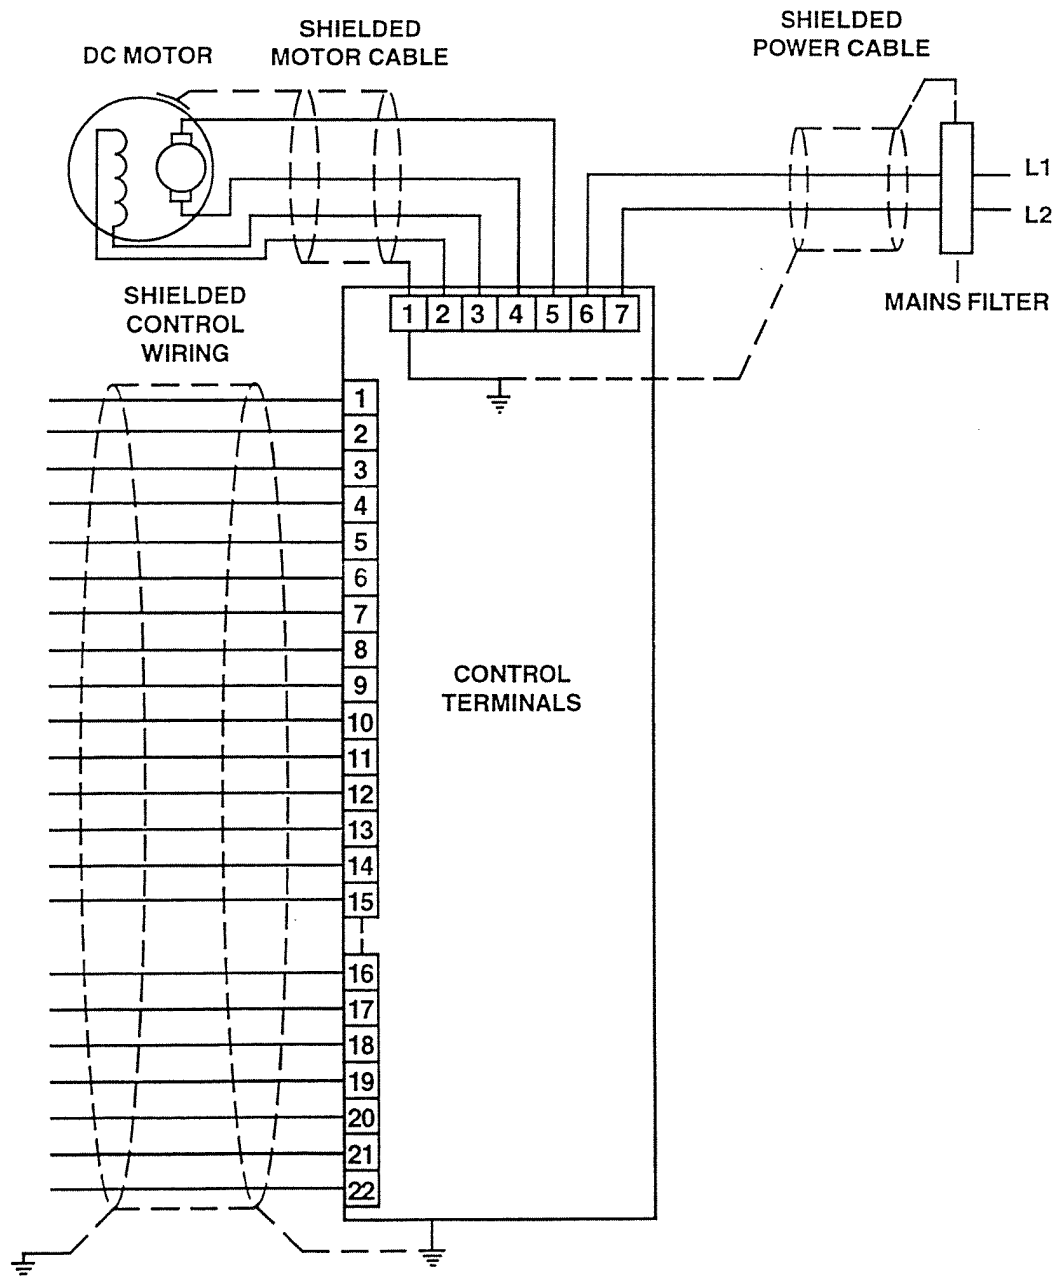 SHIELDED
MOTOR CABLE
DC MOTOR
SHIELDED
POWER CABLE
L1
L2
MAINS FILTER
SHIELDED
CONTROL
WIRING
1 2 3 4 5 6 7
1
2
3
4
5
6
7
8
9
10
11
12
13
14
15
16
17
18
19
20
21
22
CONTROL
TERMINALS